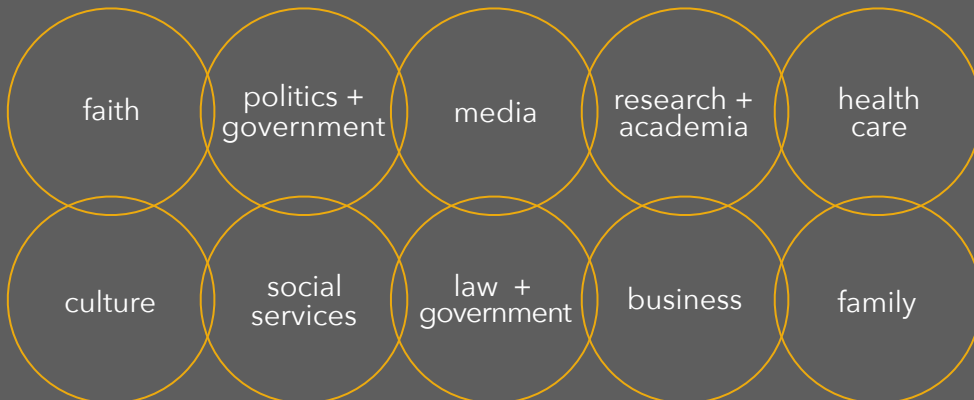 faith
politics +
government
media
research +
academia
health
care
culture
social
services
law +
government
business
family